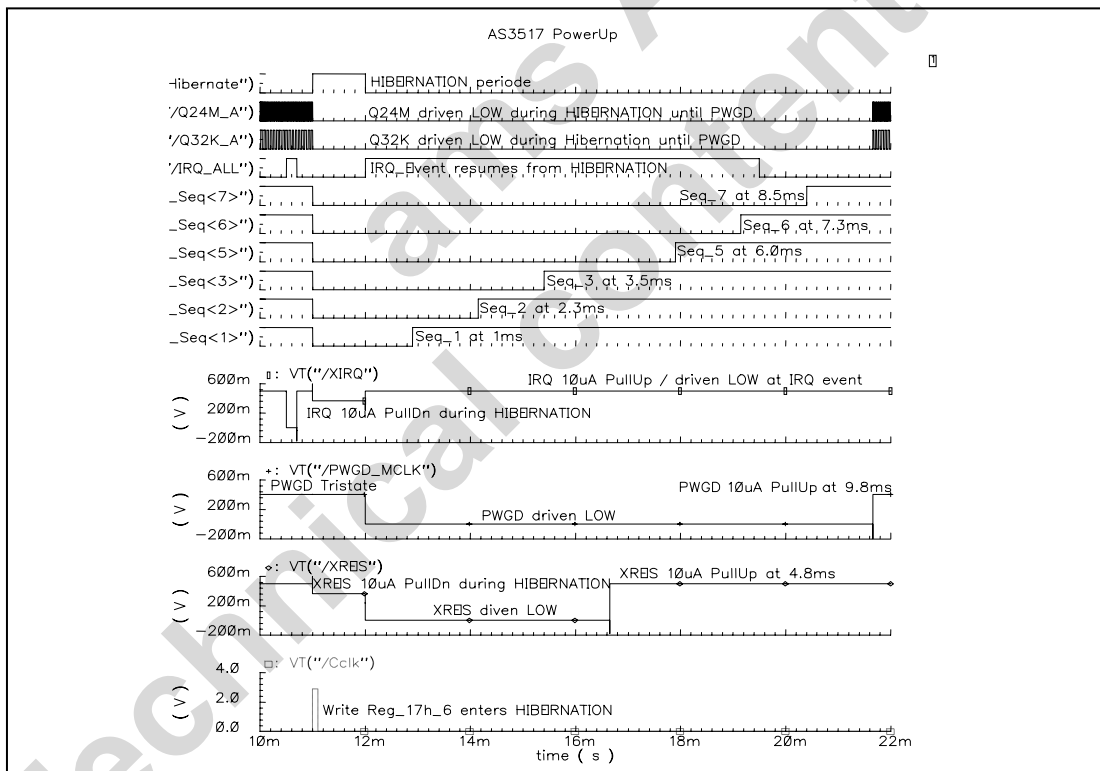 AS3517 PowerUp
1
Hibernate")
HIBERNATION periode
"/Q24M_A")
Q24M driven LOW during HIBERNATION until PWGD
"/Q32K_A")
Q32K driven LOW during Hibernation until PWGD
"/IRQ_ALL")
IRQ_Event resumes from HIBERNATION
_Seq<7>")
Seq_7 at 8.5ms
_Seq<6>")
Seq_6 at 7.3ms
_Seq<5>")
Seq_5 at 6.0ms
_Seq<3>")
Seq_3 at 3.5ms
_Seq<2>")
Seq_2 at 2.3ms
_Seq<1>")
Seq_1 at 1ms
: VT("/XIRQ")
600m
200m
-200m
(V)
IRQ 10uA PullUp / driven LOW at IRQ event
IRQ 10uA PullDn during HIBERNATION
+: VT("/PWGD_MCLK")
600m
200m
-200m
(V)
PWGD Tristate
PWGD 10uA PullUp at 9.8ms
PWGD driven LOW
◇: VT("/XRES")
600m
200m
-200m
(V)
XRES 10uA PullDn during HIBERNATION
XRES 10uA PullUp at 4.8ms
XRES diven LOW
□: VT("/Cclk")
4.0
2.0
0.0
(V)
Write Reg_17h_6 enters HIBERNATION
10m 12m 14m 16m 18m 20m 22m
time ( s )
ams A
technical content